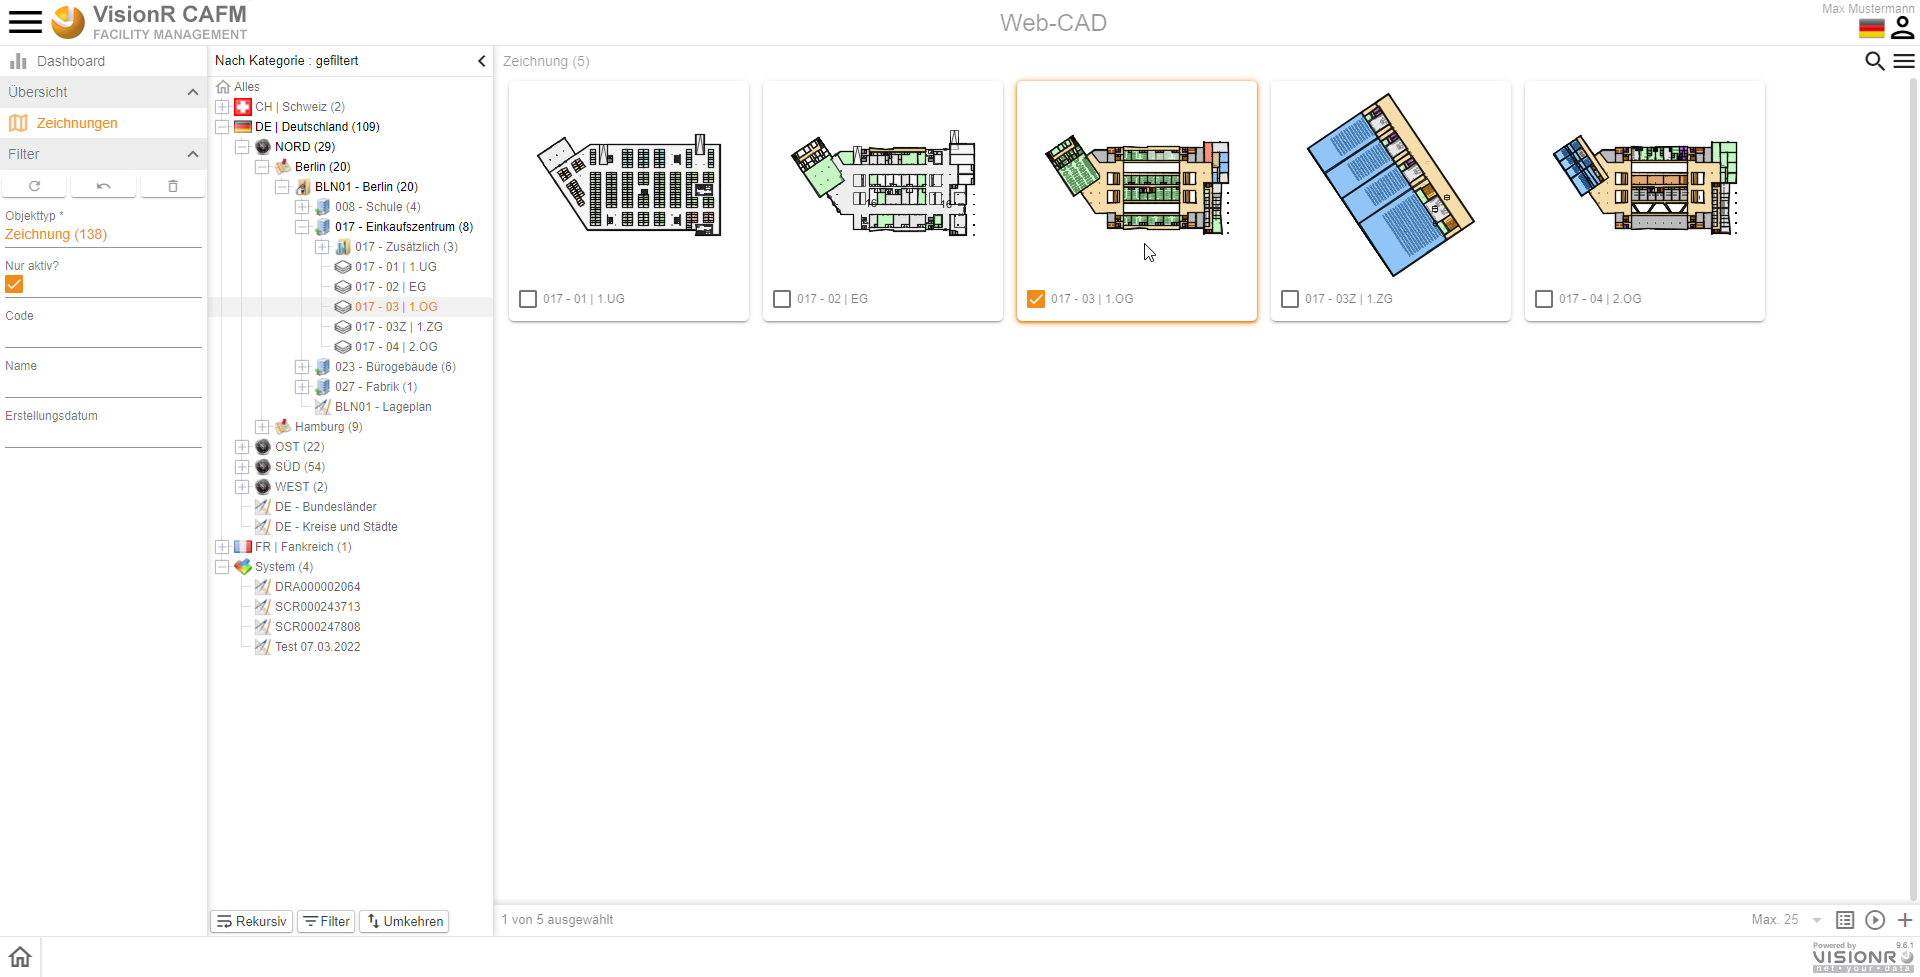 VisionR CAFM
FACILITY MANAGEMENT
Web-CAD
Max Mustermann
Dashboard
Übersicht
Zeichnungen
Filter
Objekttyp *
Zeichnung (138)
Nur aktiv?
Code
Name
Erstellungsdatum
Nach Kategorie : gefiltert
Alles
CH | Schweiz (2)
DE | Deutschland (109)
NORD (29)
Berlin (20)
BLN01 - Berlin (20)
008 - Schule (4)
017 - Einkaufszentrum (8)
017 - Zusätzlich (3)
017 - 01 | 1.UG
017 - 02 | EG
017 - 03 | 1.OG
017 - 03Z | 1.ZG
017 - 04 | 2.OG
023 - Bürogebäude (6)
027 - Fabrik (1)
BLN01 - Lageplan
Hamburg (9)
OST (22)
SÜD (54)
WEST (2)
DE - Bundesländer
DE - Kreise und Städte
FR | Fankreich (1)
System (4)
DRA000002064
SCR000243713
SCR000247808
Test 07.03.2022
Rekursiv
Filter
Umkehren
Zeichnung (5)
017 - 01 | 1.UG
017 - 02 | EG
017 - 03 | 1.OG
017 - 03Z | 1.ZG
017 - 04 | 2.OG
1 von 5 ausgewählt
Max. 25
Powered by
9.6.1
VISIONR
net • your • data